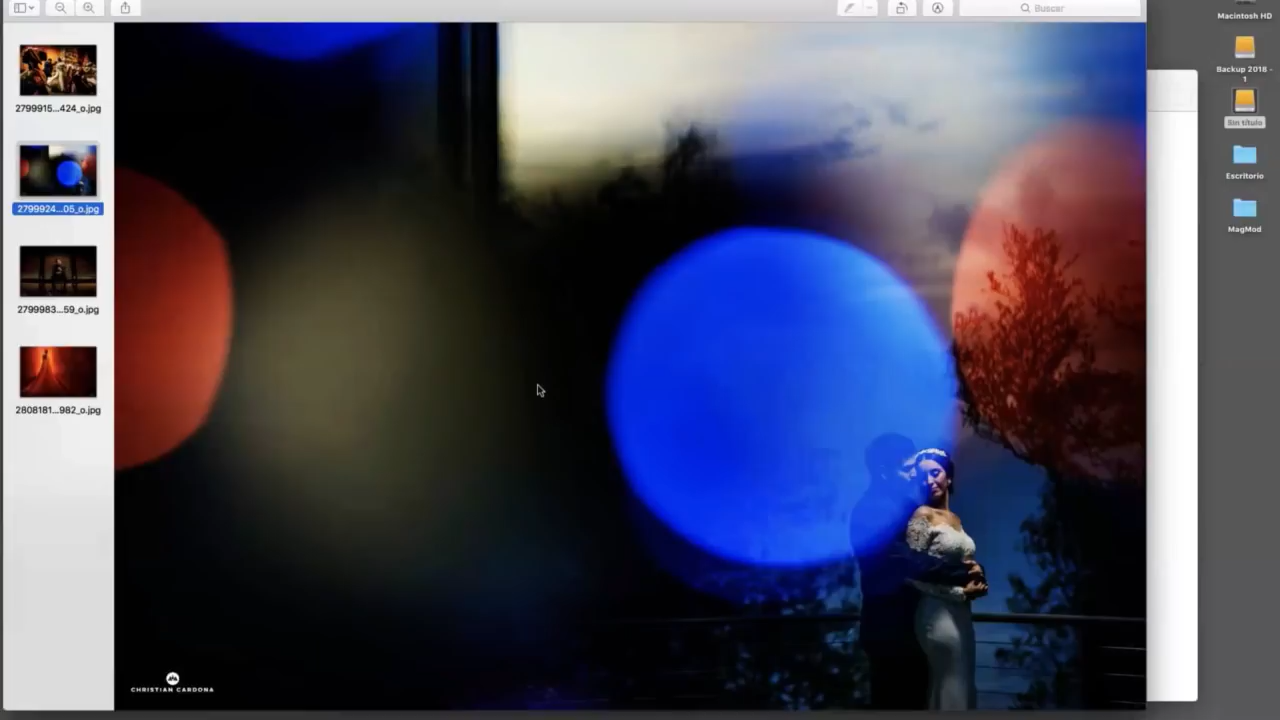 Buscar
2799915...424_o.jpg
2799924...05_o.jpg
2799983...59_o.jpg
2808181...982_o.jpg
CHRISTIAN CARDONA
Macintosh HD
Backup 2018 -
1
Sin título
Escritorio
MagMod